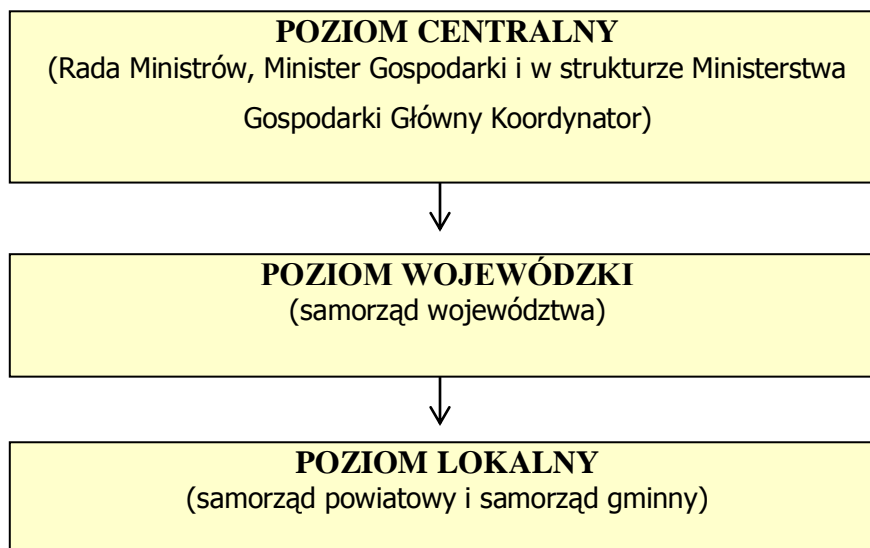 POZIOM CENTRALNY
(Rada Ministrów, Minister Gospodarki i w strukturze Ministerstwa
Gospodarki Główny Koordynator)
POZIOM WOJEWÓDZKI
(samorząd województwa)
POZIOM LOKALNY
(samorząd powiatowy i samorząd gminny)